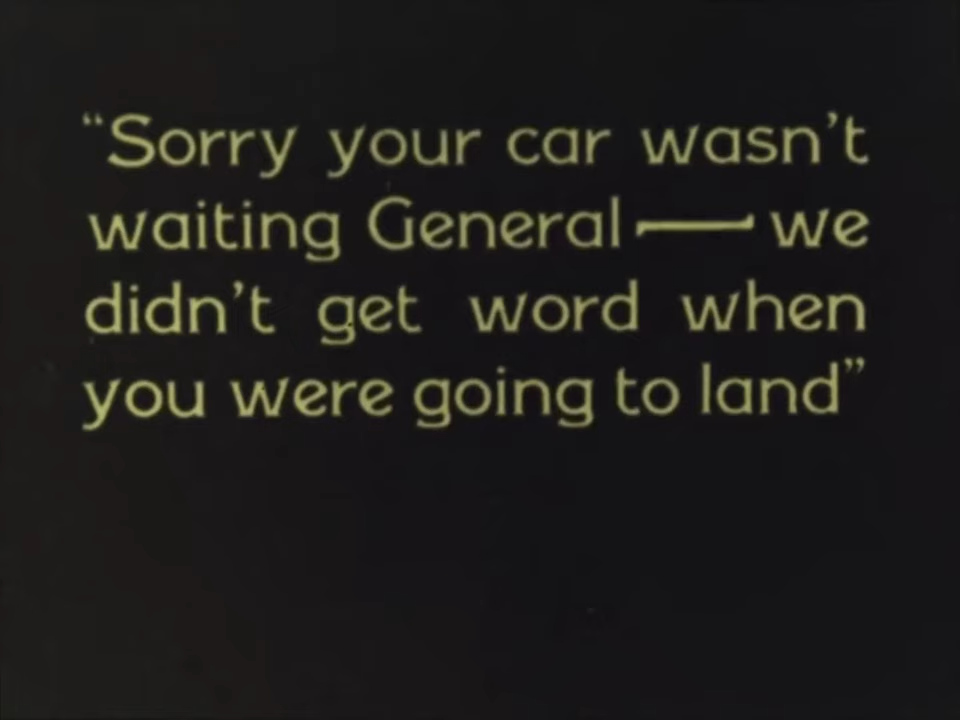 “Sorry your car wasn’t
waiting General — we
didn’t get word when
you were going to land”